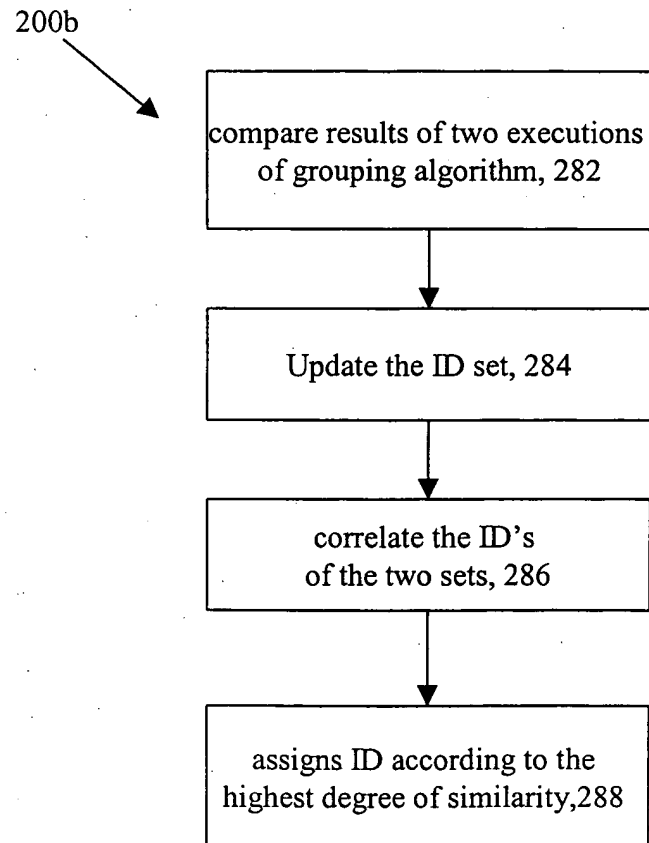 200b
compare results of two executions
of grouping algorithm, 282
Update the ID set, 284
correlate the ID's
of the two sets, 286
assigns ID according to the
highest degree of similarity,288